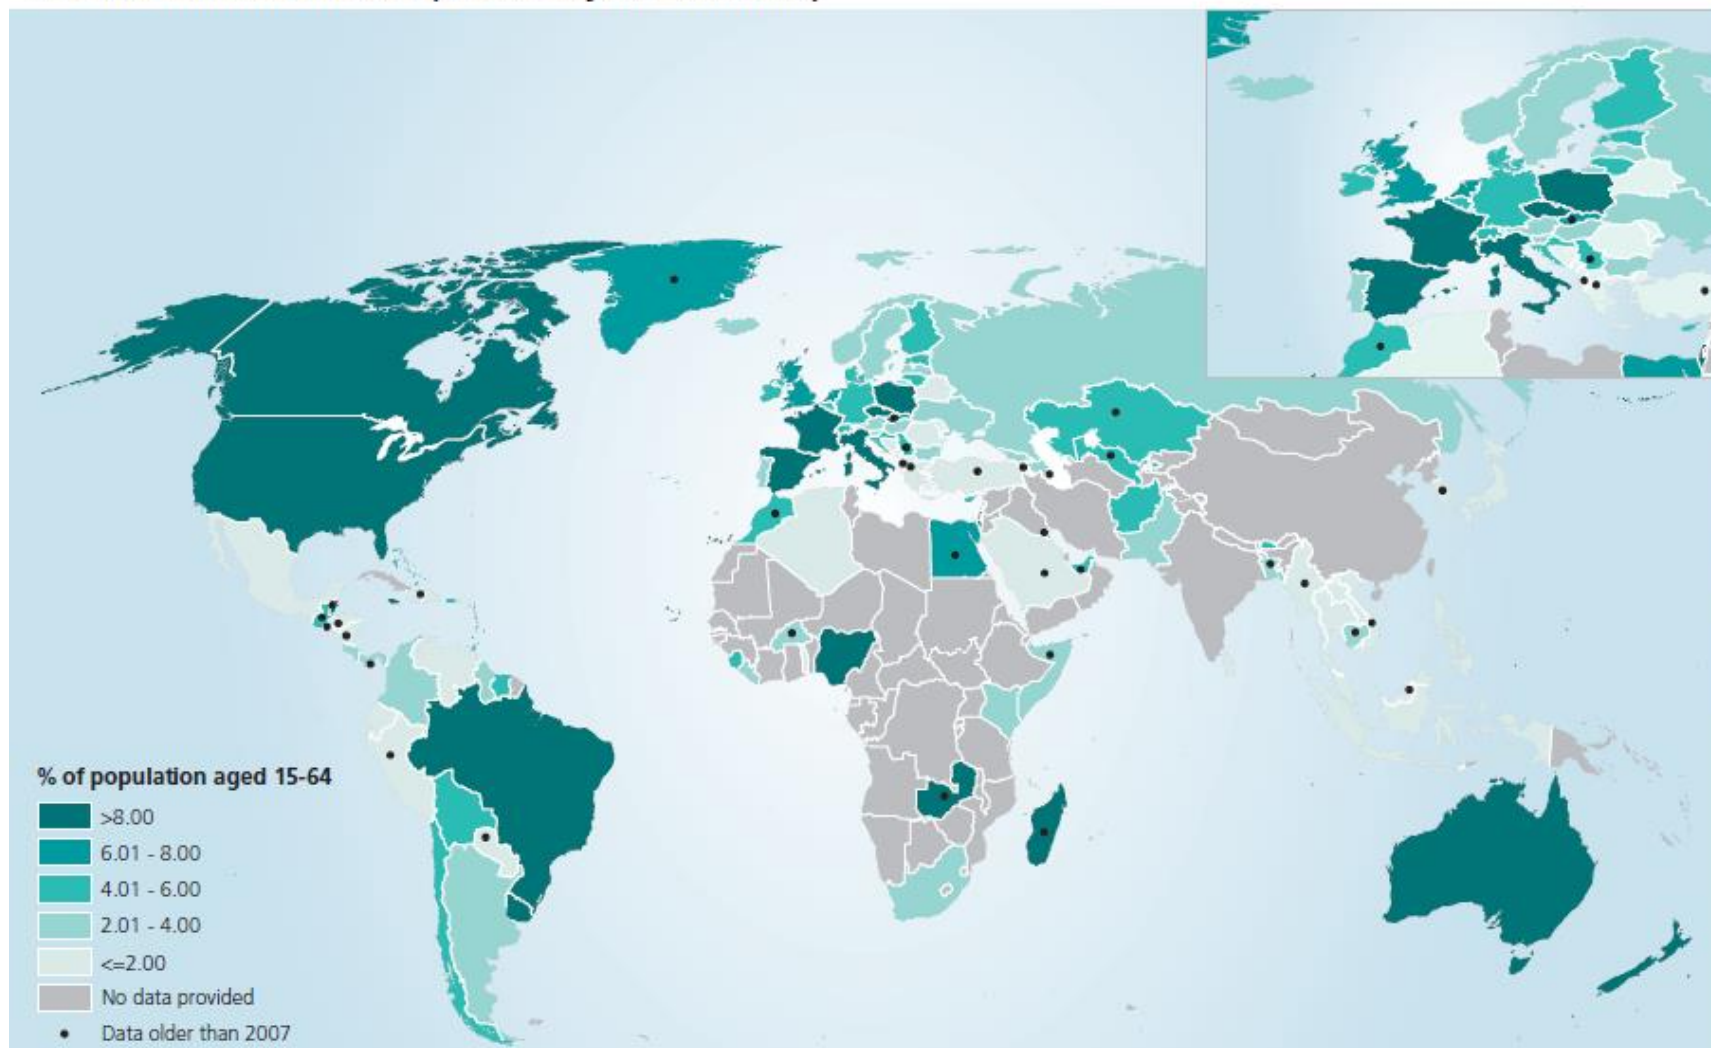 % of population aged 15-64
>8.00
6.01 - 8.00
4.01 - 6.00
2.01 - 4.00
<=2.00
No data provided
Data older than 2007